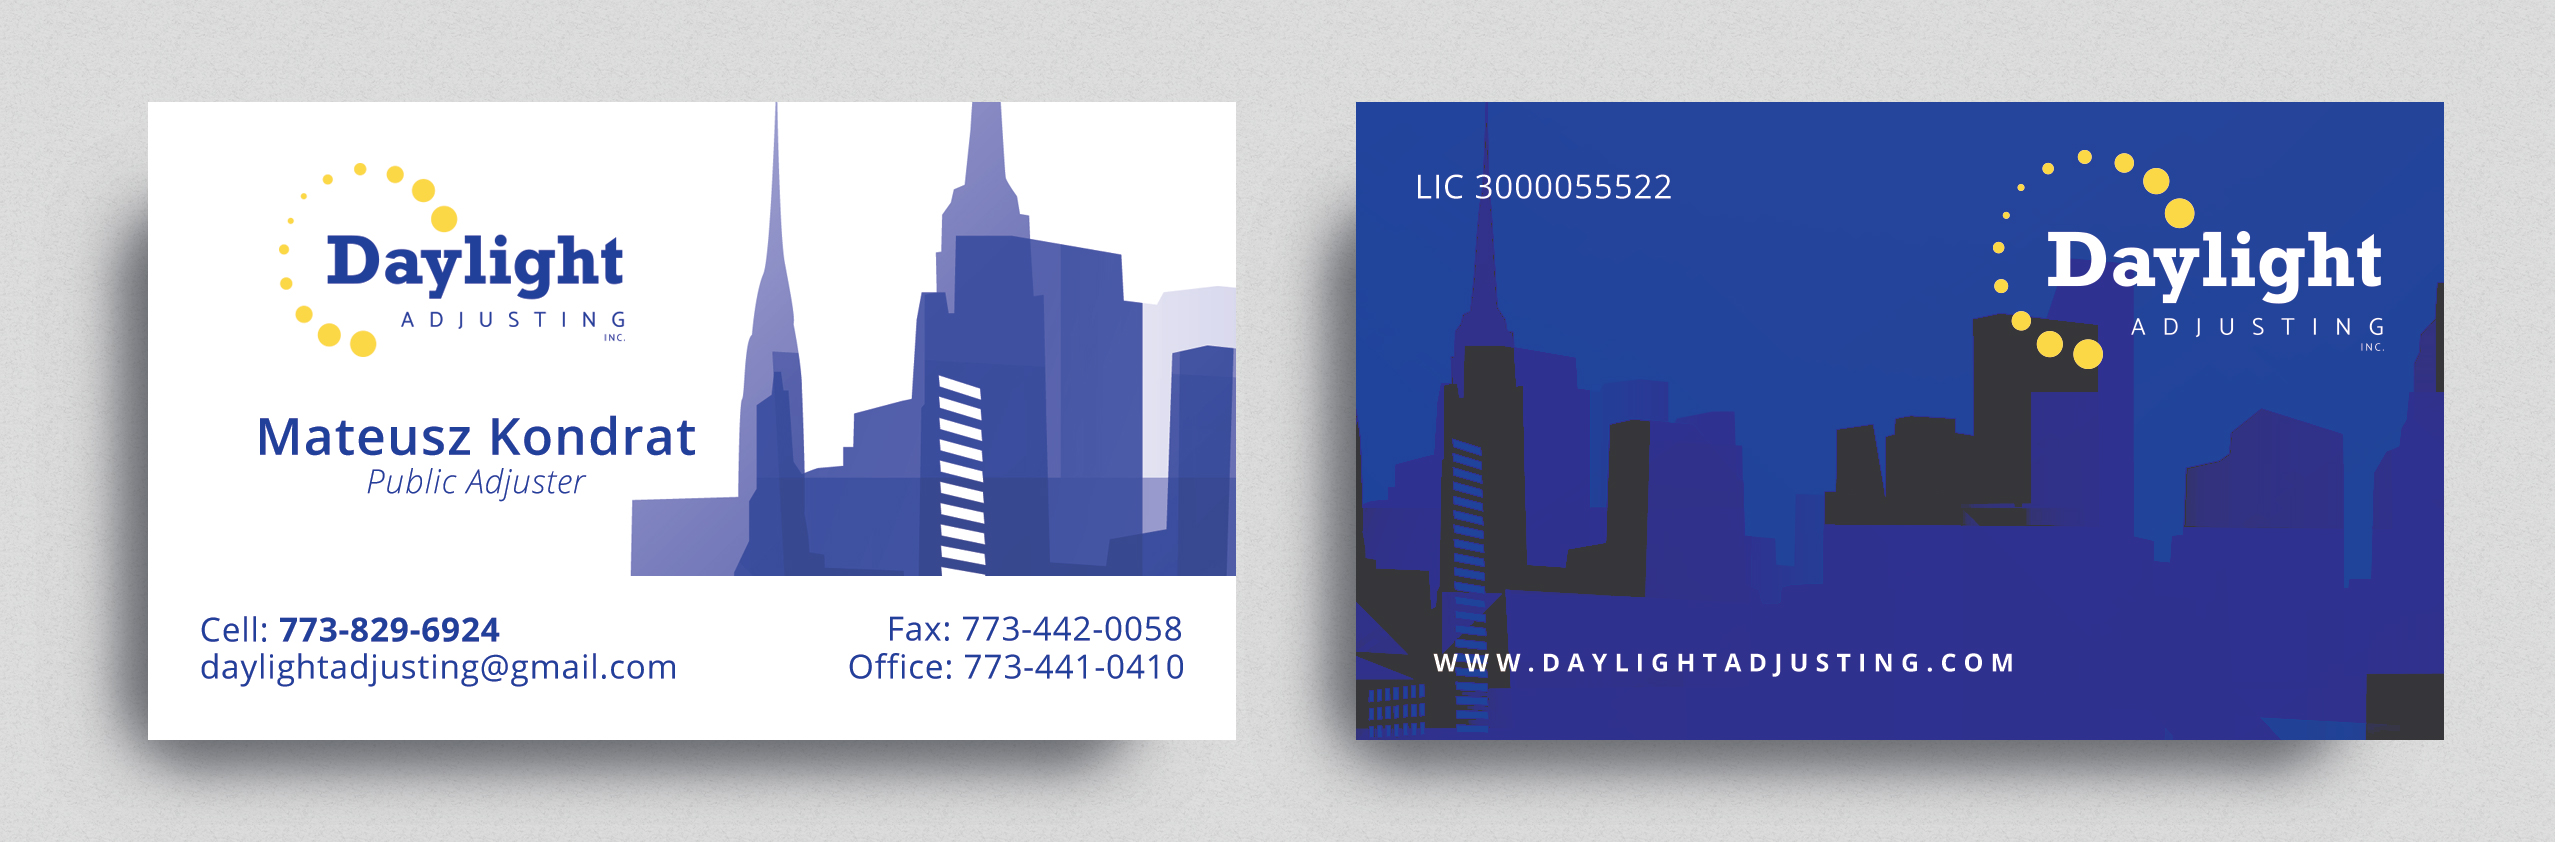 Daylight
ADJUSTING
INC.
Mateusz Kondrat
Public Adjuster
Cell: 773-829-6924
daylightadjusting@gmail.com
Fax: 773-442-0058
Office: 773-441-0410
LIC 3000055522
Daylight
ADJUSTING
INC.
WWW.DAYLIGHTADJUSTING.COM